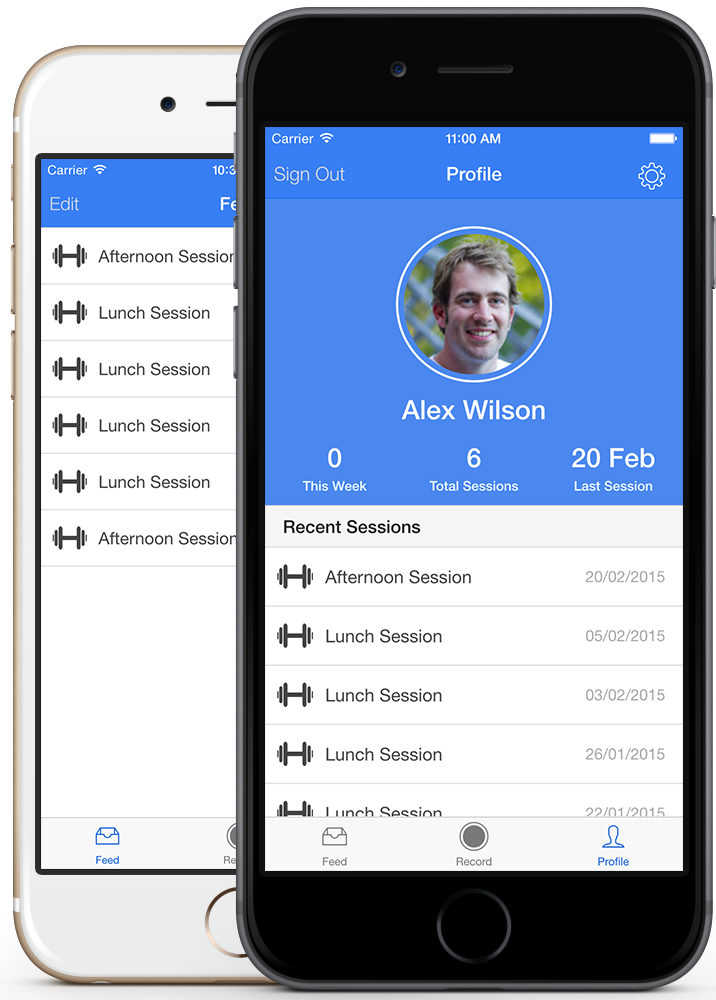 Carrier
10:3
Edit
Fe
Afternoon Session
Lunch Session
Lunch Session
Lunch Session
Lunch Session
Afternoon Session
Feed
Re
Carrier
11:00 AM
Sign Out
Profile
Alex Wilson
0
6
20 Feb
This Week
Total Sessions
Last Session
Recent Sessions
Afternoon Session 20/02/2015
Lunch Session 05/02/2015
Lunch Session 03/02/2015
Lunch Session 26/01/2015
Lunch Session 22/01/2015
Feed
Record
Profile